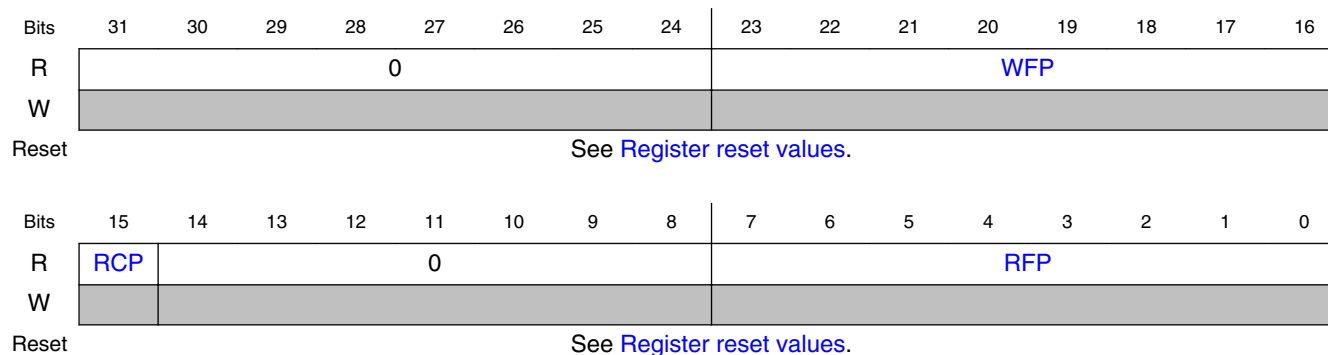 Bits 31 30 29 28 27 26 25 24 23 22 21 20 19 18 17 16
R 0 WFP
W
Reset See Register reset values.
Bits 15 14 13 12 11 10 9 8 7 6 5 4 3 2 1 0
R RCP 0 RFP
W
Reset See Register reset values.